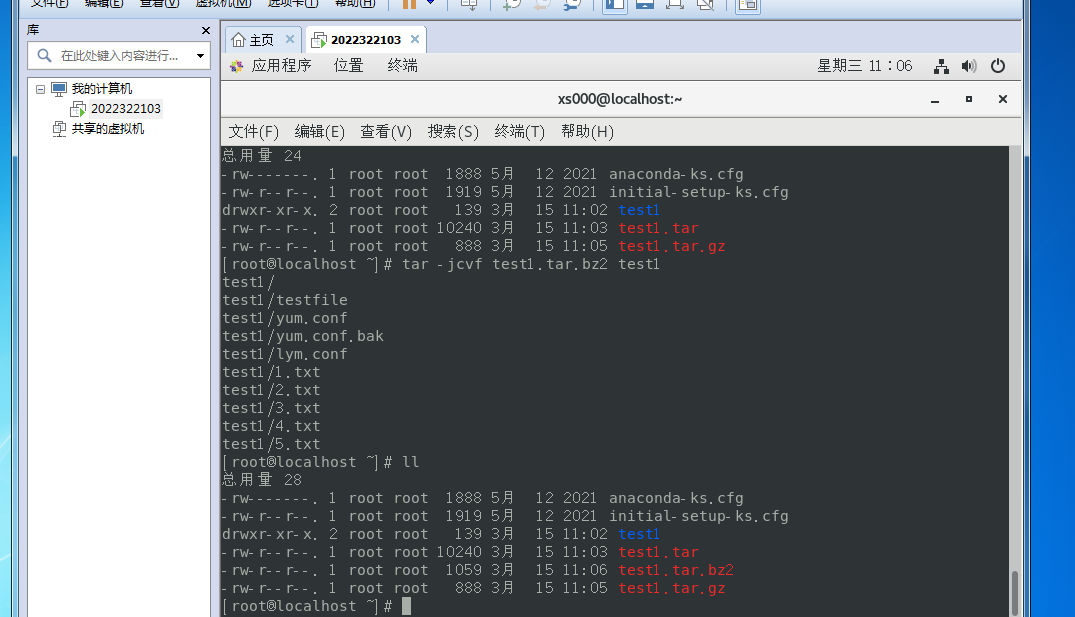 文件(F) 编辑(E) 查看(V) 虚拟机(M) 选项卡(T) 帮助(H)
库
在此处键入内容进行...
我的计算机
2022322103
共享的虚拟机
主页 2022322103
应用程序 位置 终端 星期三 11：06
xs000@localhost:~
文件(F) 编辑(E) 查看(V) 搜索(S) 终端(T) 帮助(H)
总用量 24
-rw-------. 1 root root 1888 5月 12 2021 anaconda-ks.cfg
-rw-r--r--. 1 root root 1919 5月 12 2021 initial-setup-ks.cfg
drwxr-xr-x. 2 root root 139 3月 15 11:02 test1
-rw-r--r--. 1 root root 10240 3月 15 11:03 test1.tar
-rw-r--r--. 1 root root 888 3月 15 11:05 test1.tar.gz
[root@localhost ~]# tar -jcvf test1.tar.bz2 test1
test1/
test1/testfile
test1/yum.conf
test1/yum.conf.bak
test1/lym.conf
test1/1.txt
test1/2.txt
test1/3.txt
test1/4.txt
test1/5.txt
[root@localhost ~]# ll
总用量 28
-rw-------. 1 root root 1888 5月 12 2021 anaconda-ks.cfg
-rw-r--r--. 1 root root 1919 5月 12 2021 initial-setup-ks.cfg
drwxr-xr-x. 2 root root 139 3月 15 11:02 test1
-rw-r--r--. 1 root root 10240 3月 15 11:03 test1.tar
-rw-r--r--. 1 root root 1059 3月 15 11:06 test1.tar.bz2
-rw-r--r--. 1 root root 888 3月 15 11:05 test1.tar.gz
[root@localhost ~]#